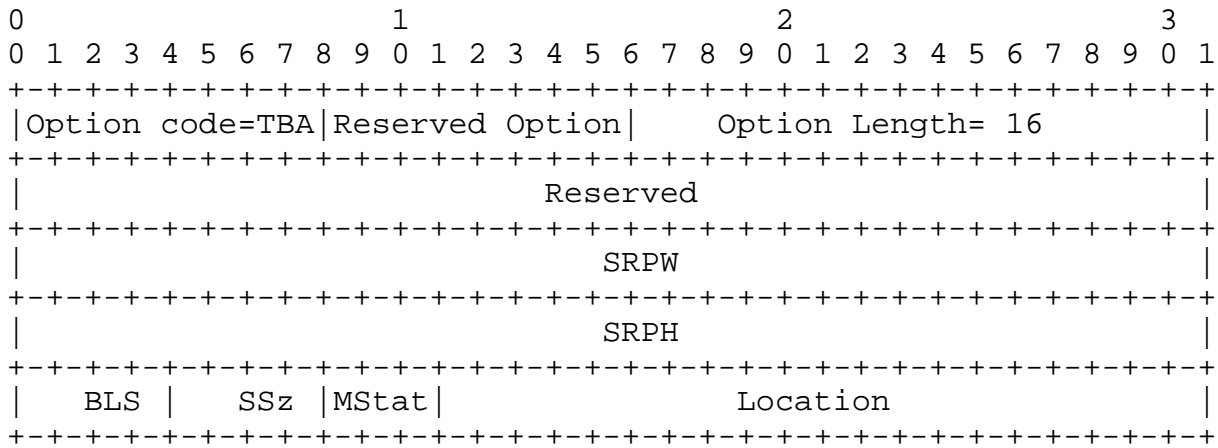 0                   1                   2                   3
0 1 2 3 4 5 6 7 8 9 0 1 2 3 4 5 6 7 8 9 0 1 2 3 4 5 6 7 8 9 0 1
+-+-+-+-+-+-+-+-+-+-+-+-+-+-+-+-+-+-+-+-+-+-+-+-+-+-+-+-+-+-+-+
|Option code=TBA|Reserved Option|    Option Length= 16        |
+-+-+-+-+-+-+-+-+-+-+-+-+-+-+-+-+-+-+-+-+-+-+-+-+-+-+-+-+-+-+-+
|                           Reserved                          |
+-+-+-+-+-+-+-+-+-+-+-+-+-+-+-+-+-+-+-+-+-+-+-+-+-+-+-+-+-+-+-+
|                              SRPW                           |
+-+-+-+-+-+-+-+-+-+-+-+-+-+-+-+-+-+-+-+-+-+-+-+-+-+-+-+-+-+-+-+
|                              SRPH                           |
+-+-+-+-+-+-+-+-+-+-+-+-+-+-+-+-+-+-+-+-+-+-+-+-+-+-+-+-+-+-+-+
|   BLS |   SSz |MStat|               Location                |
+-+-+-+-+-+-+-+-+-+-+-+-+-+-+-+-+-+-+-+-+-+-+-+-+-+-+-+-+-+-+-+